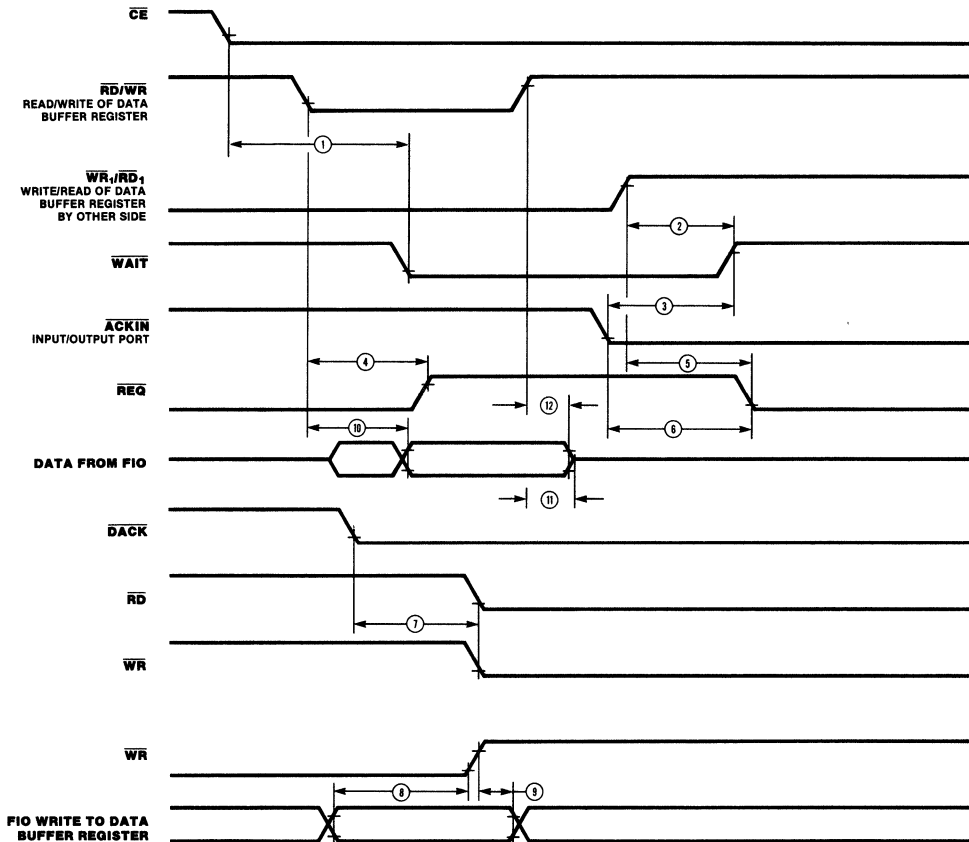 CE
RD/WR
READ/WRITE OF DATA
BUFFER REGISTER
1
WR₁/RD₁
WRITE/READ OF DATA
BUFFER REGISTER
BY OTHER SIDE
2
WAIT
3
ACKIN
INPUT/OUTPUT PORT
4
5
REQ
12
10
6
DATA FROM FIO
11
DACK
RD
7
WR
WR
8
9
FIO WRITE TO DATA
BUFFER REGISTER